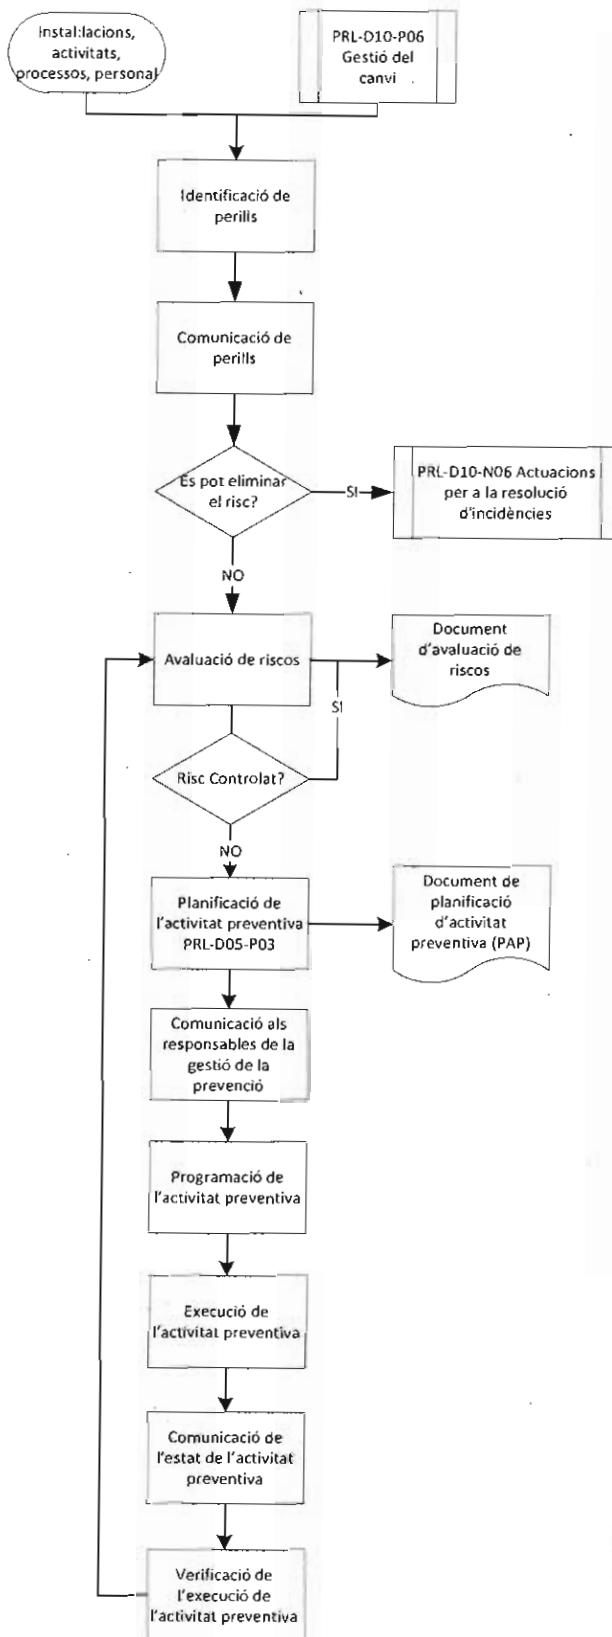 Instal·lacions,
activitats,
processos, personal
PRL-D10-P06
Gestió del
canvi
Identificació de
perills
Comunicació de
perills
Es pot eliminar
el risc?
SI
PRL-D10-N06 Actuacions
per a la resolució
d'incidències
NO
Avaluació de riscos
Document
d'avaluació de
riscos
SI
Risc Controlat?
NO
Planificació de
l'activitat preventiva
PRL-D05-P03
Document de
planificació
d'activitat
preventiva (PAP)
Comunicació als
responsables de la
gestió de la
prevenció
Programació de
l'activitat preventiva
Execució de
l'activitat preventiva
Comunicació de
l'estat de l'activitat
preventiva
Verificació de
l'execució de
l'activitat preventiva